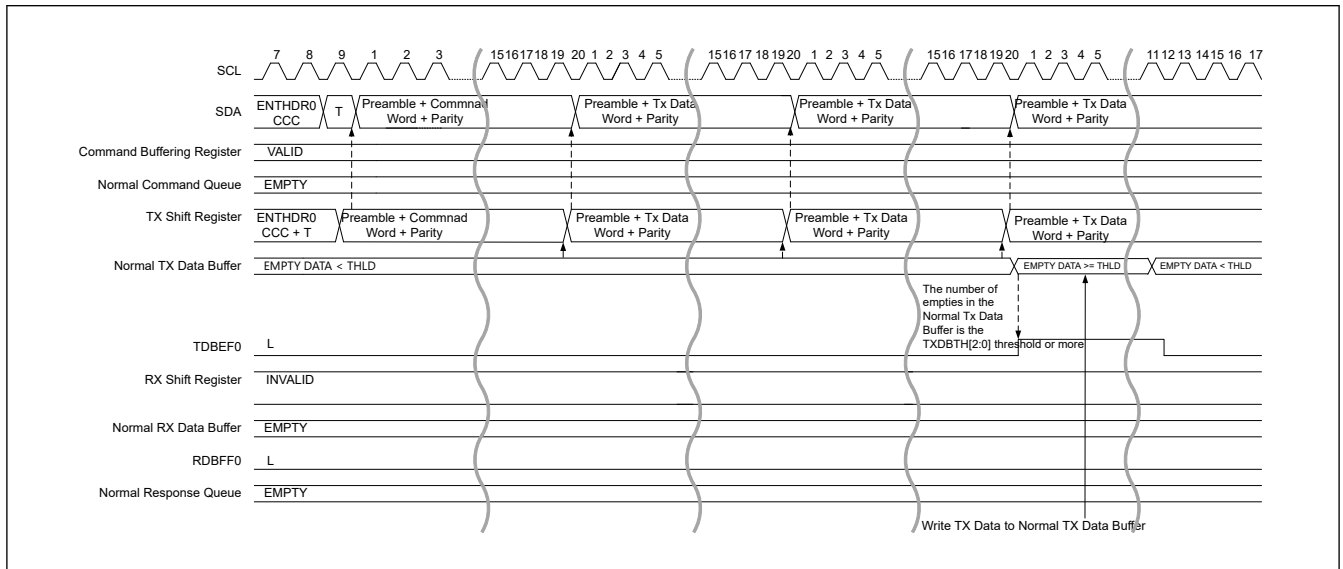 7 8 9 1 2 3 15 16 17 18 19 20 1 2 3 4 5 15 16 17 18 19 20 1 2 3 4 5 15 16 17 18 19 20 1 2 3 4 5 11 12 13 14 15 16 17
SCL
SDA
ENTHDR0
CCC
T
Preamble + Commnad
Word + Parity
Preamble + Tx Data
Word + Parity
Preamble + Tx Data
Word + Parity
Preamble + Tx Data
Word + Parity
Command Buffering Register
VALID
Normal Command Queue
EMPTY
TX Shift Register
ENTHDR0
CCC + T
Preamble + Commnad
Word + Parity
Preamble + Tx Data
Word + Parity
Preamble + Tx Data
Word + Parity
Preamble + Tx Data
Word + Parity
Normal TX Data Buffer
EMPTY DATA < THLD
EMPTY DATA >= THLD
EMPTY DATA < THLD
The number of
empties in the
Normal Tx Data
Buffer is the
TXDBTH[2:0] threshold or more
TDBEF0
L
RX Shift Register
INVALID
Normal RX Data Buffer
EMPTY
RDBFF0
L
Normal Response Queue
EMPTY
Write TX Data to Normal TX Data Buffer